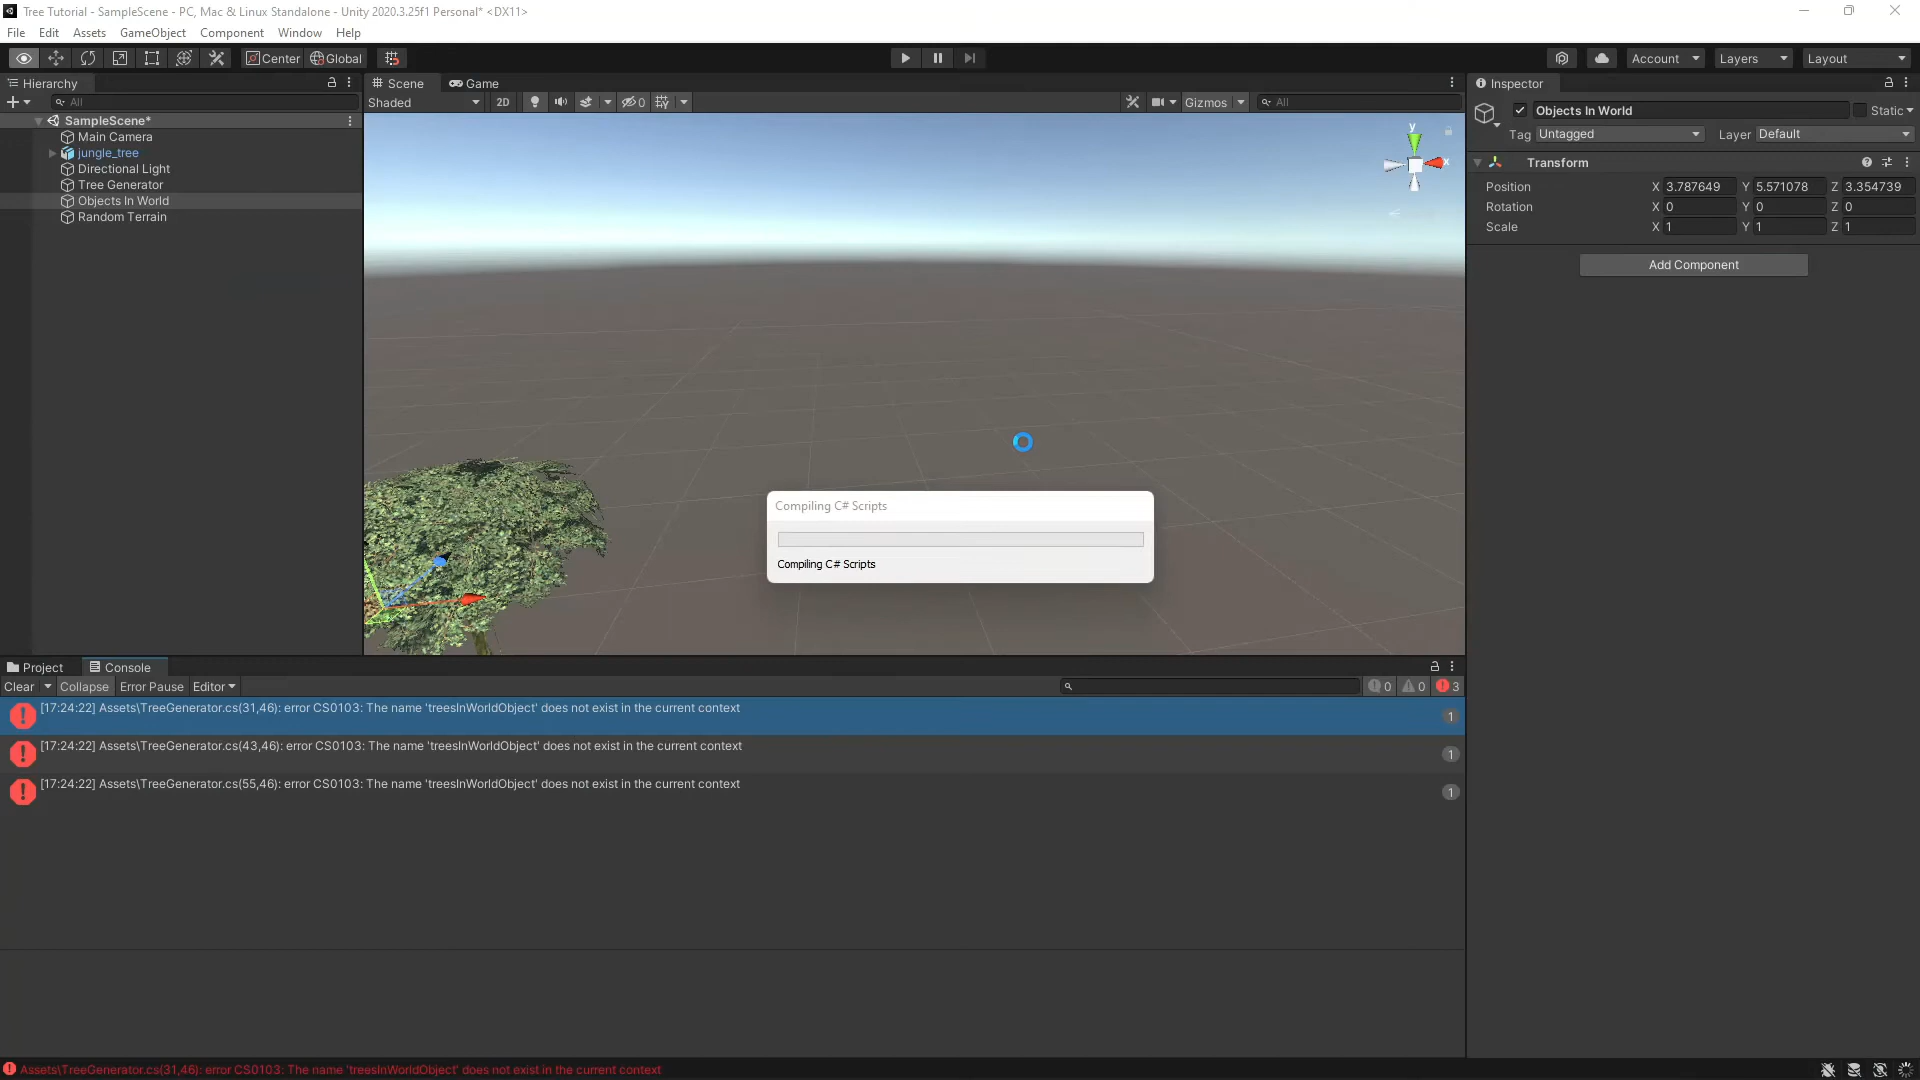 Tree Tutorial - SampleScene - PC, Mac & Linux Standalone - Unity 2020.3.25f1 Personal* <DX11>
File Edit Assets GameObject Component Window Help
Center Global
Account Layers Layout
Hierarchy
All
SampleScene*
Main Camera
jungle_tree
Directional Light
Tree Generator
Objects In World
Random Terrain
Scene Game
Shaded 2D 0 Gizmos All
y
x
Compiling C# Scripts
Compiling C# Scripts
Inspector
Objects In World Static
Tag Untagged Layer Default
Transform
Position X 3.787649 Y 5.571078 Z 3.354739
Rotation X 0 Y 0 Z 0
Scale X 1 Y 1 Z 1
Add Component
Project Console
Clear Collapse Error Pause Editor 0 0 3
[17:24:22] Assets\TreeGenerator.cs(31,46): error CS0103: The name 'treesInWorldObject' does not exist in the current context 1
[17:24:22] Assets\TreeGenerator.cs(43,46): error CS0103: The name 'treesInWorldObject' does not exist in the current context 1
[17:24:22] Assets\TreeGenerator.cs(55,46): error CS0103: The name 'treesInWorldObject' does not exist in the current context 1
Assets\TreeGenerator.cs(31,46): error CS0103: The name 'treesInWorldObject' does not exist in the current context